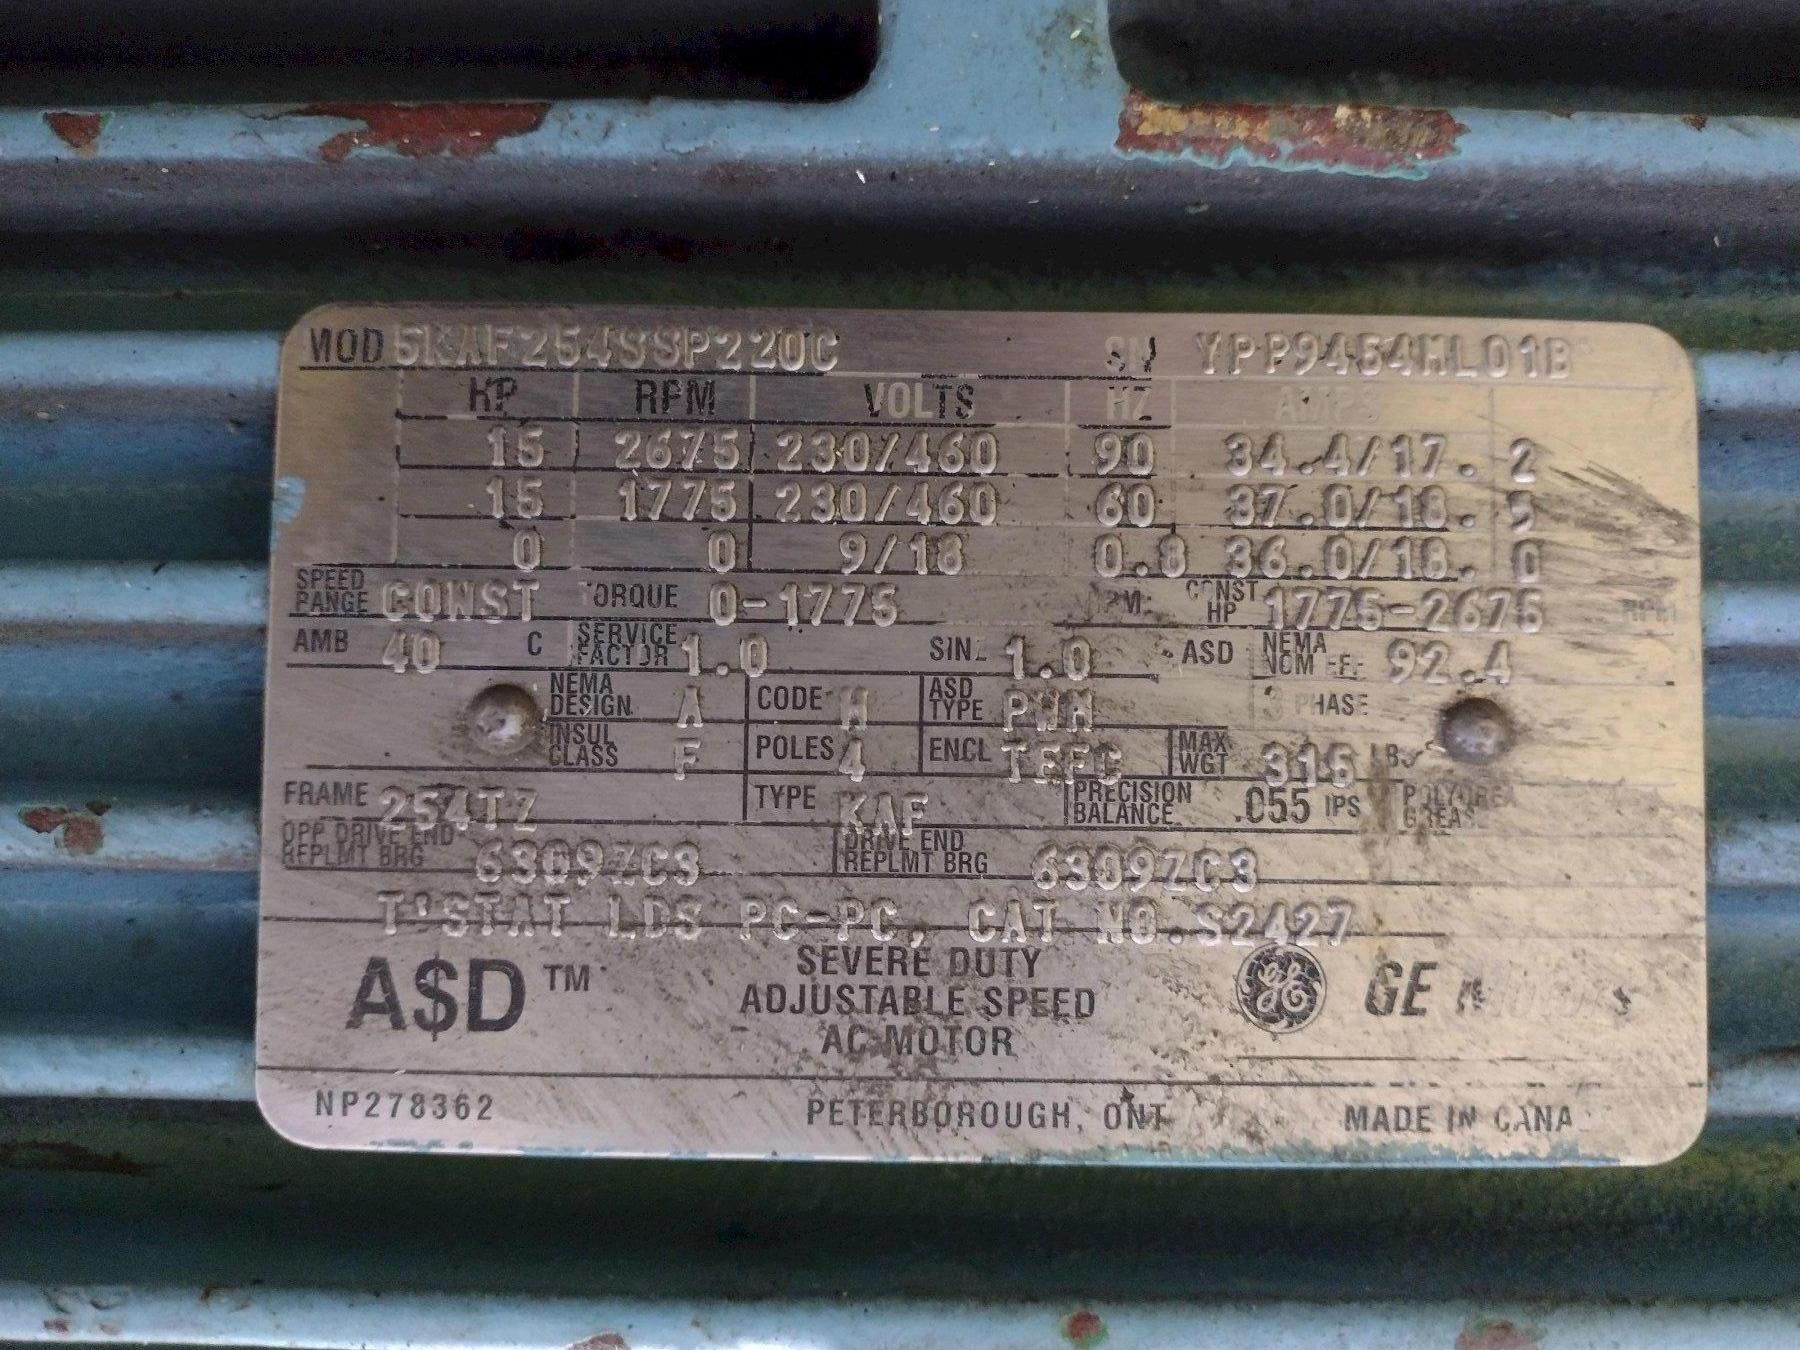 MOD 5KAF254SSP220C SN YPP9454ML01B
HP RPM VOLTS HZ AMPS
15 2675 230/460 90 34.4/17.2
15 1775 230/460 60 37.0/18.5
0 0 9/18 0.8 36.0/18.0
SPEED RANGE CONST TORQUE 0-1775 RPM CONST HP 1775-2675 RPM
AMB 40 C SERVICE FACTOR 1.0 SINE 1.0 ASD NEMA NOM EFF 92.4
NEMA DESIGN A CODE H ASD TYPE PWM 3 PHASE
INSUL CLASS F POLES 4 ENCL TEFC MAX WGT 315 LBS
FRAME 254TZ TYPE KAF PRECISION BALANCE .055 IPS POLYUREA GREASE
OPP DRIVE END REPLMT BRG 6309ZC3 DRIVE END REPLMT BRG 6309ZC3
T'STAT LDS PC-PC, CAT NO.S2427
A$D™ SEVERE DUTY GE Motors
ADJUSTABLE SPEED
AC MOTOR
NP278362 PETERBOROUGH, ONT MADE IN CANA